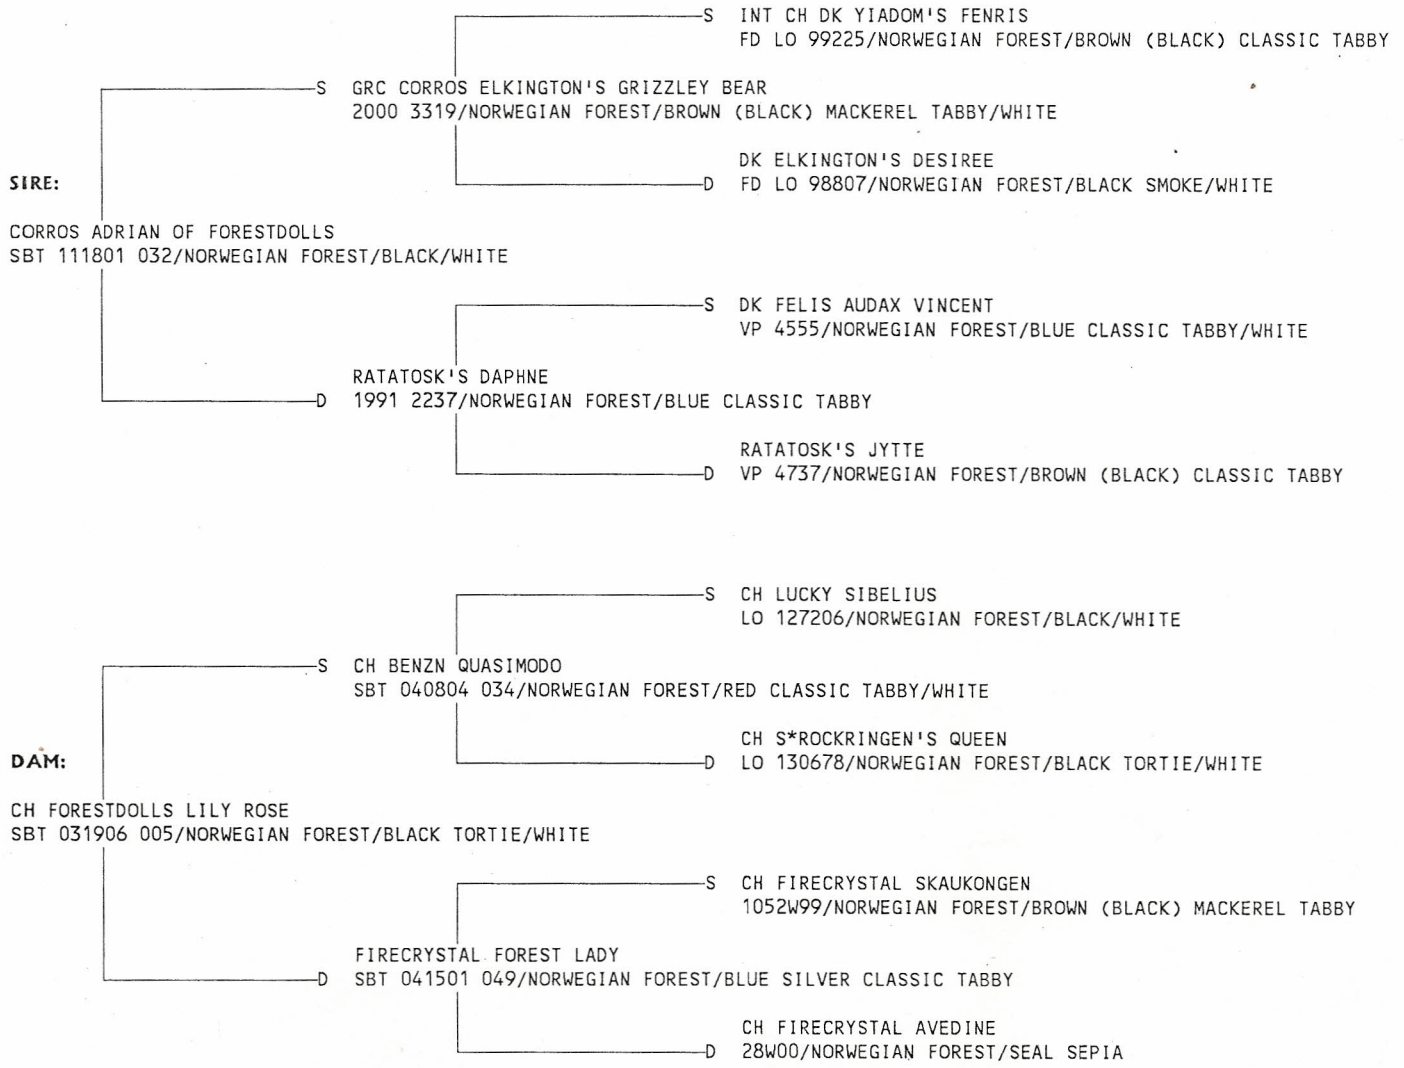 S INT CH DK YIADOM'S FENRIS
FD LO 99225/NORWEGIAN FOREST/BROWN (BLACK) CLASSIC TABBY
S GRC CORROS ELKINGTON'S GRIZZLEY BEAR
2000 3319/NORWEGIAN FOREST/BROWN (BLACK) MACKEREL TABBY/WHITE
DK ELKINGTON'S DESIREE
D FD LO 98807/NORWEGIAN FOREST/BLACK SMOKE/WHITE
SIRE:
CORROS ADRIAN OF FORESTDOLLS
SBT 111801 032/NORWEGIAN FOREST/BLACK/WHITE
S DK FELIS AUDAX VINCENT
VP 4555/NORWEGIAN FOREST/BLUE CLASSIC TABBY/WHITE
RATATOSK'S DAPHNE
D 1991 2237/NORWEGIAN FOREST/BLUE CLASSIC TABBY
RATATOSK'S JYTTE
D VP 4737/NORWEGIAN FOREST/BROWN (BLACK) CLASSIC TABBY
S CH LUCKY SIBELIUS
LO 127206/NORWEGIAN FOREST/BLACK/WHITE
S CH BENZN QUASIMODO
SBT 040804 034/NORWEGIAN FOREST/RED CLASSIC TABBY/WHITE
CH S*ROCKRINGEN'S QUEEN
D LO 130678/NORWEGIAN FOREST/BLACK TORTIE/WHITE
DAM:
CH FORESTDOLLS LILY ROSE
SBT 031906 005/NORWEGIAN FOREST/BLACK TORTIE/WHITE
S CH FIRECRYSTAL SKAUKONGEN
1052W99/NORWEGIAN FOREST/BROWN (BLACK) MACKEREL TABBY
FIRECRYSTAL FOREST LADY
D SBT 041501 049/NORWEGIAN FOREST/BLUE SILVER CLASSIC TABBY
CH FIRECRYSTAL AVEDINE
D 28W00/NORWEGIAN FOREST/SEAL SEPIA